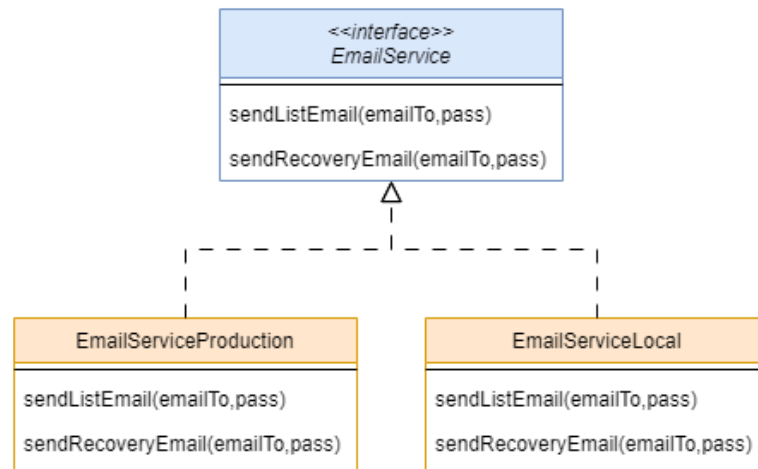 <<interface>>
EmailService
sendListEmail(emailTo,pass)
sendRecoveryEmail(emailTo,pass)
EmailServiceProduction
sendListEmail(emailTo,pass)
sendRecoveryEmail(emailTo,pass)
EmailServiceLocal
sendListEmail(emailTo,pass)
sendRecoveryEmail(emailTo,pass)